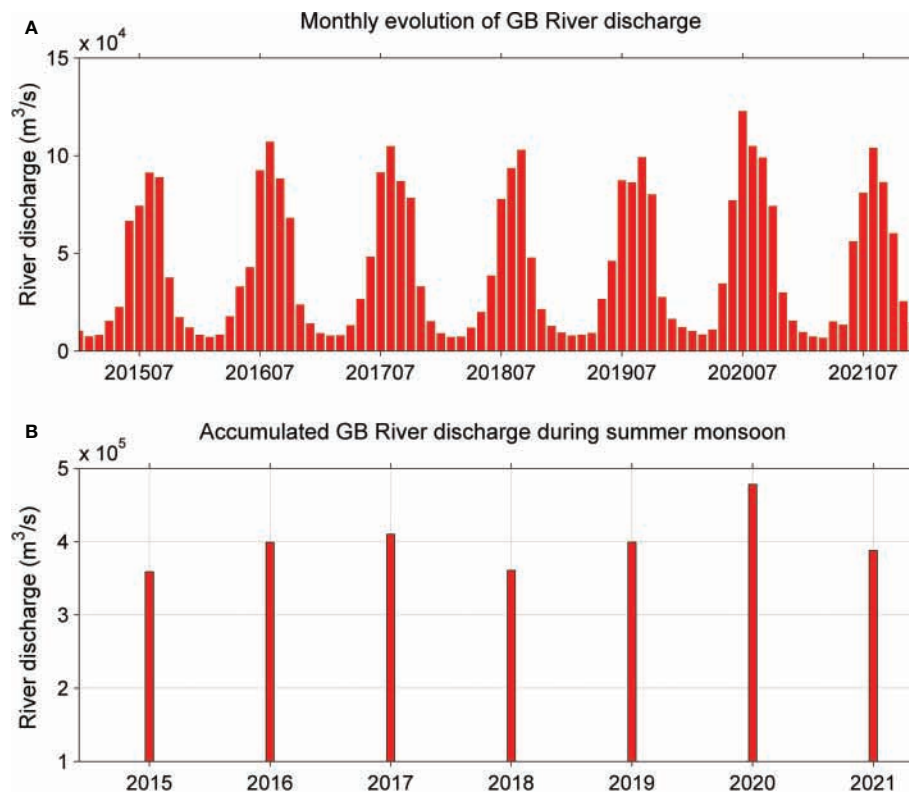 A
Monthly evolution of GB River discharge
x 10^4
River discharge (m^3/s)
15
10
5
0
201507 201607 201707 201807 201907 202007 202107
B
Accumulated GB River discharge during summer monsoon
x 10^5
River discharge (m^3/s)
5
4
3
2
1
2015 2016 2017 2018 2019 2020 2021